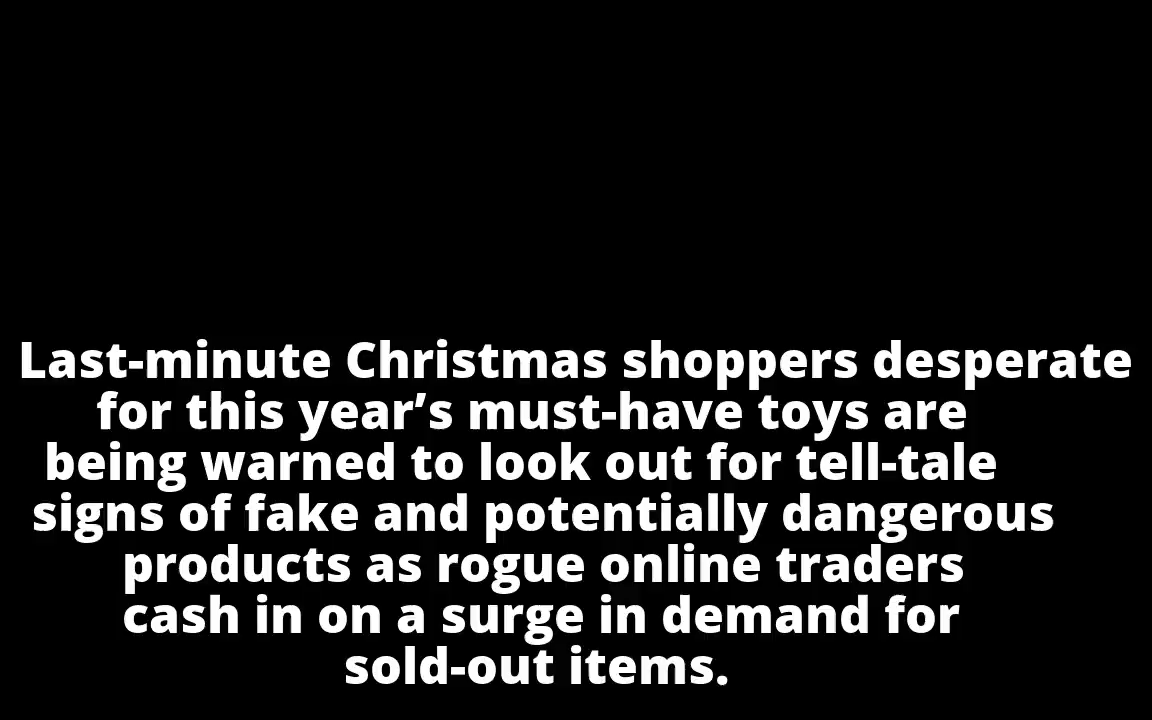 Last-minute Christmas shoppers desperate
for this year’s must-have toys are
being warned to look out for tell-tale
signs of fake and potentially dangerous
products as rogue online traders
cash in on a surge in demand for
sold-out items.